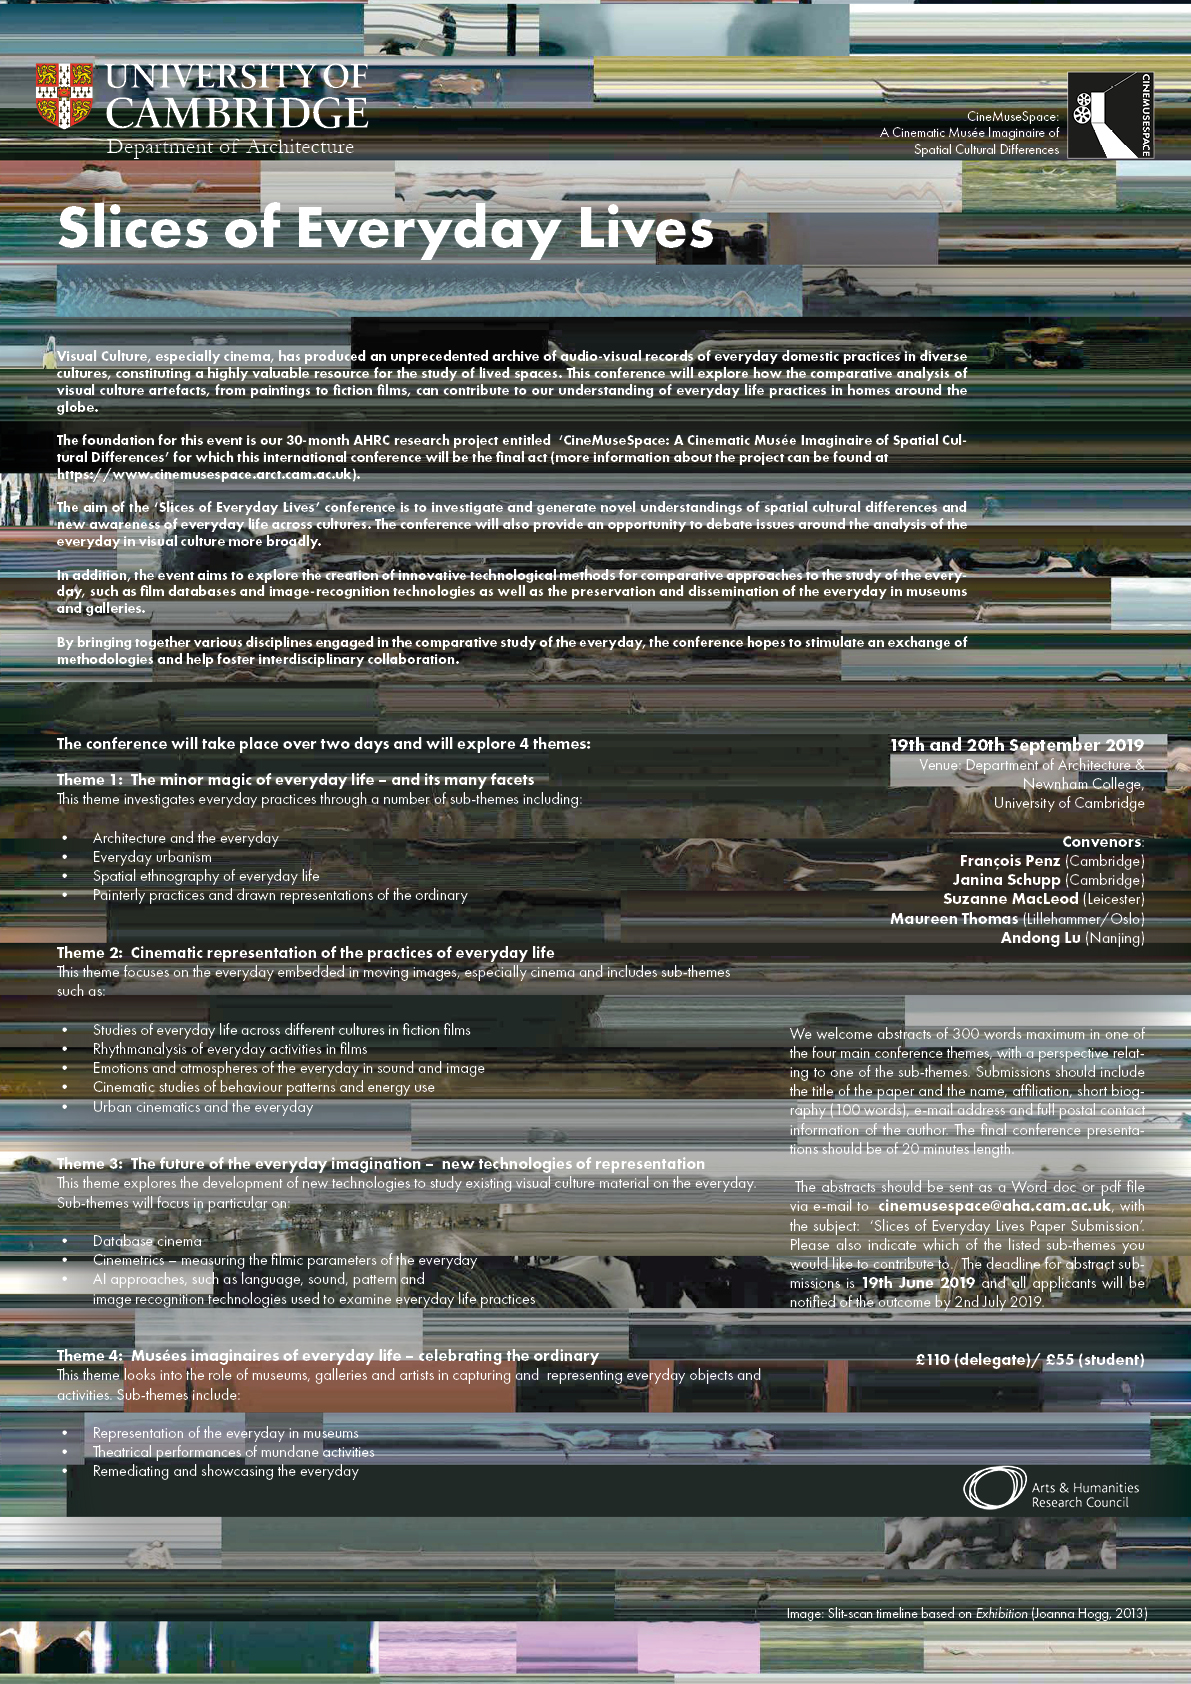 UNIVERSITY OF
CAMBRIDGE
Department of Architecture
CineMuseSpace:
A Cinematic Musée Imaginaire of
Spatial Cultural Differences
CINEMUSESPACE
Slices of Everyday Lives
Visual Culture, especially cinema, has produced an unprecedented archive of audio-visual records of everyday domestic practices in diverse
cultures, constituting a highly valuable resource for the study of lived spaces. This conference will explore how the comparative analysis of
visual culture artefacts, from paintings to fiction films, can contribute to our understanding of everyday life practices in homes around the
globe.
The foundation for this event is our 30-month AHRC research project entitled ‘CineMuseSpace: A Cinematic Musée Imaginaire of Spatial Cul-
tural Differences’ for which this international conference will be the final act (more information about the project can be found at
https://www.cinemusespace.arct.cam.ac.uk).
The aim of the ‘Slices of Everyday Lives’ conference is to investigate and generate novel understandings of spatial cultural differences and
new awareness of everyday life across cultures. The conference will also provide an opportunity to debate issues around the analysis of the
everyday in visual culture more broadly.
In addition, the event aims to explore the creation of innovative technological methods for comparative approaches to the study of the every-
day, such as film databases and image-recognition technologies as well as the preservation and dissemination of the everyday in museums
and galleries.
By bringing together various disciplines engaged in the comparative study of the everyday, the conference hopes to stimulate an exchange of
methodologies and help foster interdisciplinary collaboration.
The conference will take place over two days and will explore 4 themes:
Theme 1: The minor magic of everyday life – and its many facets
This theme investigates everyday practices through a number of sub-themes including:
• Architecture and the everyday
• Everyday urbanism
• Spatial ethnography of everyday life
• Painterly practices and drawn representations of the ordinary
Theme 2: Cinematic representation of the practices of everyday life
This theme focuses on the everyday embedded in moving images, especially cinema and includes sub-themes
such as:
• Studies of everyday life across different cultures in fiction films
• Rhythmanalysis of everyday activities in films
• Emotions and atmospheres of the everyday in sound and image
• Cinematic studies of behaviour patterns and energy use
• Urban cinematics and the everyday
Theme 3: The future of the everyday imagination – new technologies of representation
This theme explores the development of new technologies to study existing visual culture material on the everyday.
Sub-themes will focus in particular on:
• Database cinema
• Cinemetrics – measuring the filmic parameters of the everyday
• AI approaches, such as language, sound, pattern and
image recognition technologies used to examine everyday life practices
Theme 4: Musées imaginaires of everyday life – celebrating the ordinary
This theme looks into the role of museums, galleries and artists in capturing and representing everyday objects and
activities. Sub-themes include:
• Representation of the everyday in museums
• Theatrical performances of mundane activities
• Remediating and showcasing the everyday
19th and 20th September 2019
Venue: Department of Architecture &
Newnham College,
University of Cambridge
Convenors:
François Penz (Cambridge)
Janina Schupp (Cambridge)
Suzanne MacLeod (Leicester)
Maureen Thomas (Lillehammer/Oslo)
Andong Lu (Nanjing)
We welcome abstracts of 300 words maximum in one of
the four main conference themes, with a perspective relat-
ing to one of the sub-themes. Submissions should include
the title of the paper and the name, affiliation, short biog-
raphy (100 words), e-mail address and full postal contact
information of the author. The final conference presenta-
tions should be of 20 minutes length.
The abstracts should be sent as a Word doc or pdf file
via e-mail to cinemusespace@aha.cam.ac.uk, with
the subject: ‘Slices of Everyday Lives Paper Submission’.
Please also indicate which of the listed sub-themes you
would like to contribute to. The deadline for abstract sub-
missions is 19th June 2019 and all applicants will be
notified of the outcome by 2nd July 2019.
£110 (delegate)/ £55 (student)
Arts & Humanities
Research Council
Image: Slit-scan timeline based on Exhibition (Joanna Hogg, 2013)